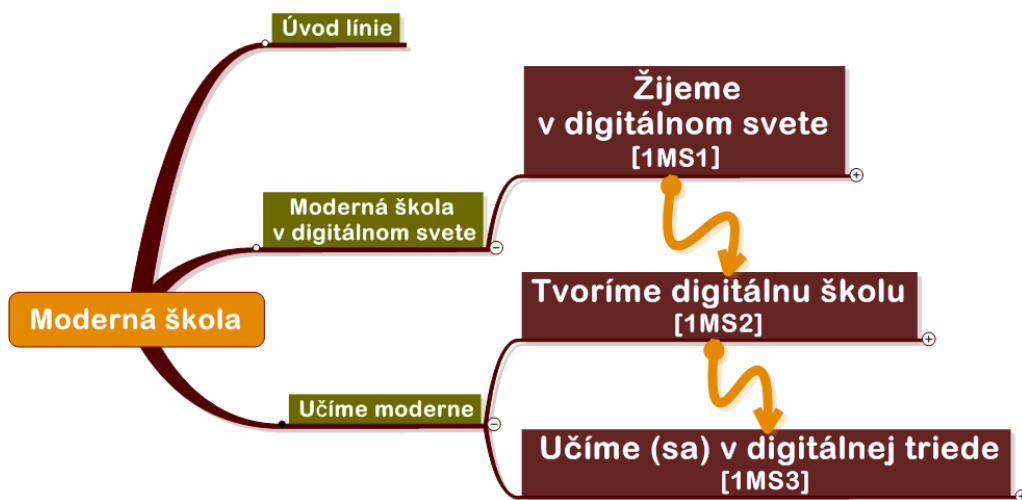 Úvod línie
Žijeme
v digitálnom svete
[1MS1]
Moderná škola
v digitálnom svete
Tvoríme digitálnu školu
[1MS2]
Moderná škola
Učíme moderne
Učíme (sa) v digitálnej triede
[1MS3]